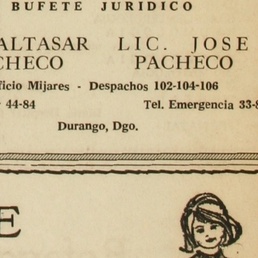 BUFETE JURIDICO
ALTASAR LIC. JOSE
CHECO PACHECO
ficio Mijares - Despachos 102-104-106
44-84 Tel. Emergencia 33-8
Durango, Dgo.
E